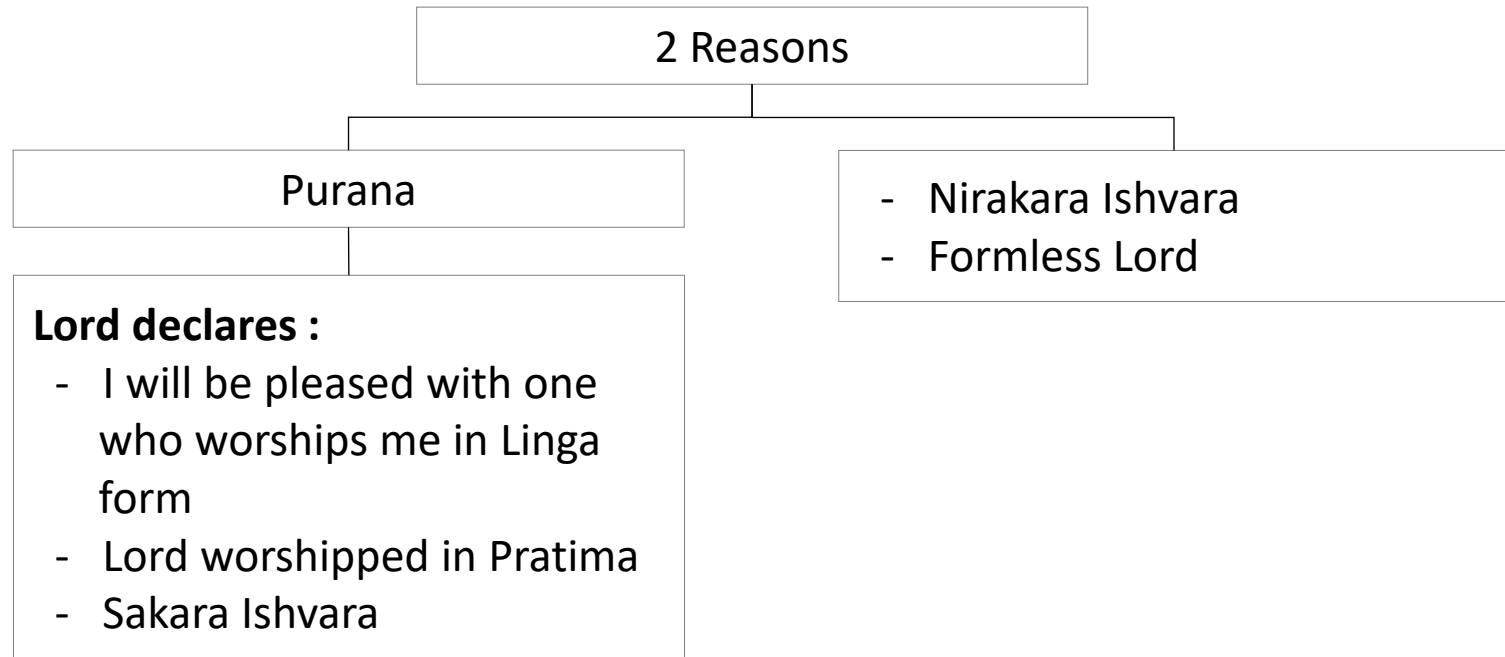 2 Reasons
Purana
Lord declares :
- I will be pleased with one
who worships me in Linga
form
- Lord worshipped in Pratima
- Sakara Ishvara
- Nirakara Ishvara
- Formless Lord